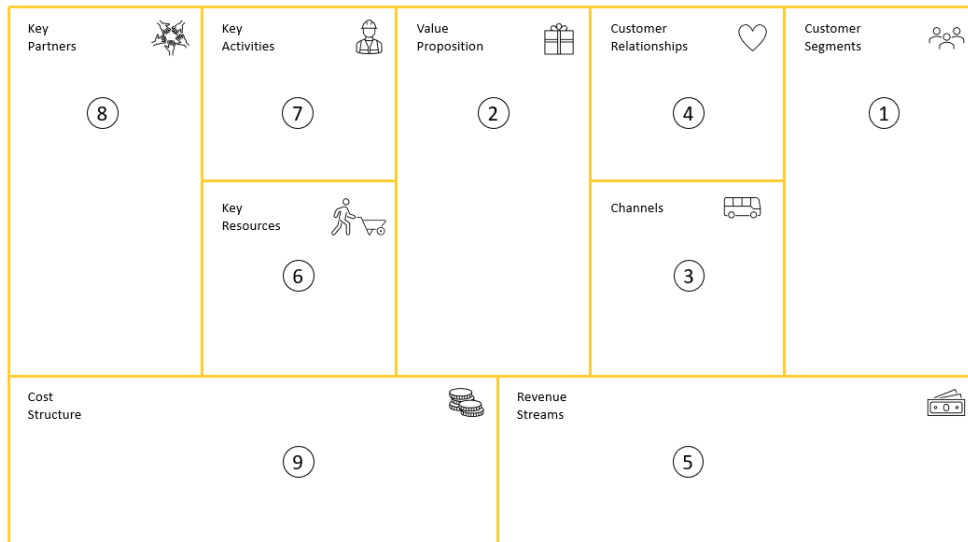 Key
Partners
8
Key
Activities
7
Key
Resources
6
Value
Proposition
2
Customer
Relationships
4
Channels
3
Customer
Segments
1
Cost
Structure
9
Revenue
Streams
5